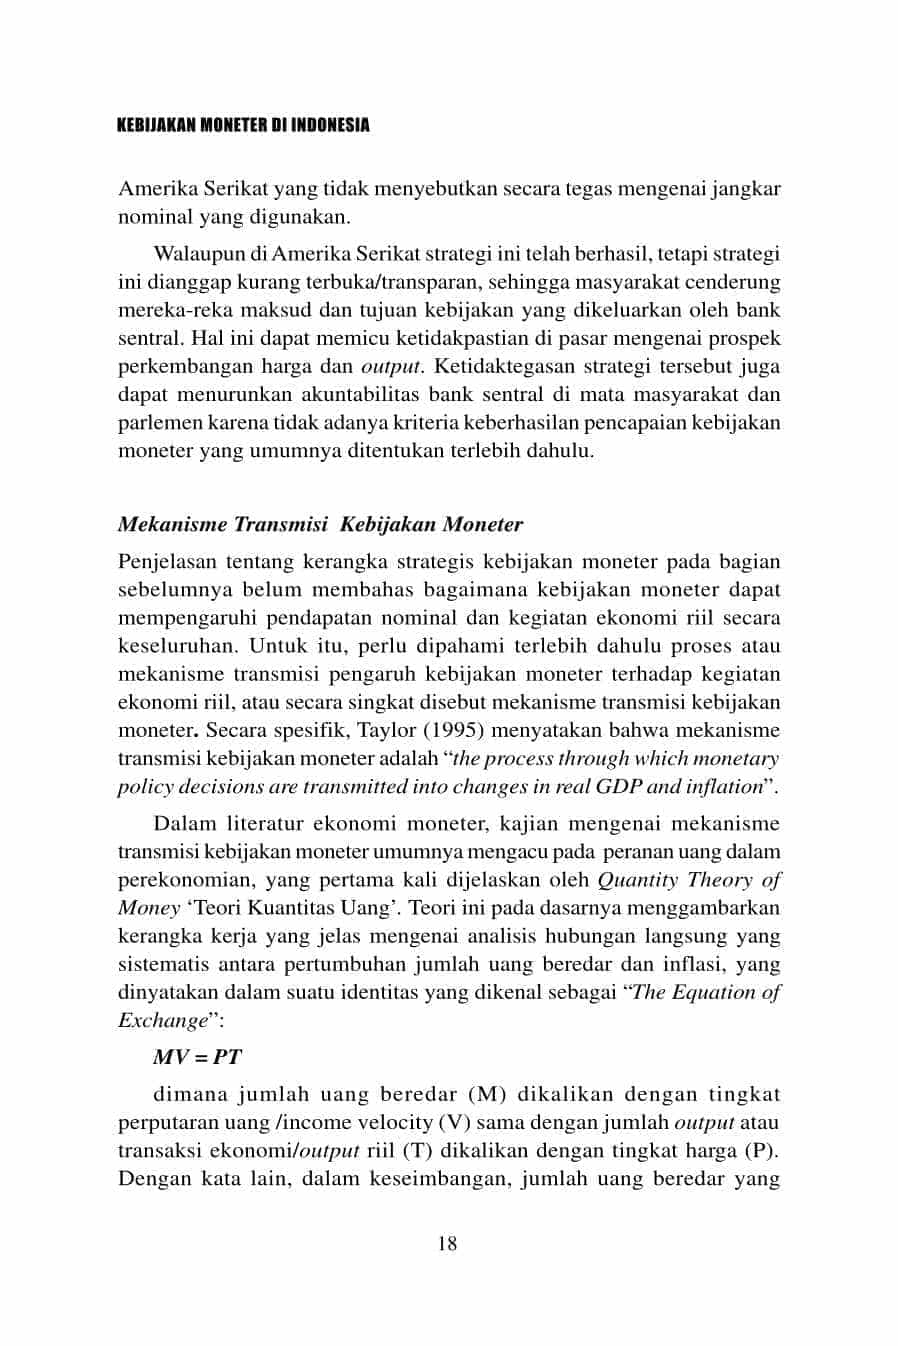 KEBIJAKAN MONETER DI INDONESIA
Amerika Serikat yang tidak menyebutkan secara tegas mengenai jangkar
nominal yang digunakan.
Walaupun di Amerika Serikat strategi ini telah berhasil, tetapi strategi
ini dianggap kurang terbuka/transparan, sehingga masyarakat cenderung
mereka-reka maksud dan tujuan kebijakan yang dikeluarkan oleh bank
sentral. Hal ini dapat memicu ketidakpastian di pasar mengenai prospek
perkembangan harga dan output. Ketidaktegasan strategi tersebut juga
dapat menurunkan akuntabilitas bank sentral di mata masyarakat dan
parlemen karena tidak adanya kriteria keberhasilan pencapaian kebijakan
moneter yang umumnya ditentukan terlebih dahulu.
Mekanisme Transmisi Kebijakan Moneter
Penjelasan tentang kerangka strategis kebijakan moneter pada bagian
sebelumnya belum membahas bagaimana kebijakan moneter dapat
mempengaruhi pendapatan nominal dan kegiatan ekonomi riil secara
keseluruhan. Untuk itu, perlu dipahami terlebih dahulu proses atau
mekanisme transmisi pengaruh kebijakan moneter terhadap kegiatan
ekonomi riil, atau secara singkat disebut mekanisme transmisi kebijakan
moneter. Secara spesifik, Taylor (1995) menyatakan bahwa mekanisme
transmisi kebijakan moneter adalah “the process through which monetary
policy decisions are transmitted into changes in real GDP and inflation”.
Dalam literatur ekonomi moneter, kajian mengenai mekanisme
transmisi kebijakan moneter umumnya mengacu pada peranan uang dalam
perekonomian, yang pertama kali dijelaskan oleh Quantity Theory of
Money ‘Teori Kuantitas Uang’. Teori ini pada dasarnya menggambarkan
kerangka kerja yang jelas mengenai analisis hubungan langsung yang
sistematis antara pertumbuhan jumlah uang beredar dan inflasi, yang
dinyatakan dalam suatu identitas yang dikenal sebagai “The Equation of
Exchange”:
MV = PT
dimana jumlah uang beredar (M) dikalikan dengan tingkat
perputaran uang /income velocity (V) sama dengan jumlah output atau
transaksi ekonomi/output riil (T) dikalikan dengan tingkat harga (P).
Dengan kata lain, dalam keseimbangan, jumlah uang beredar yang
18